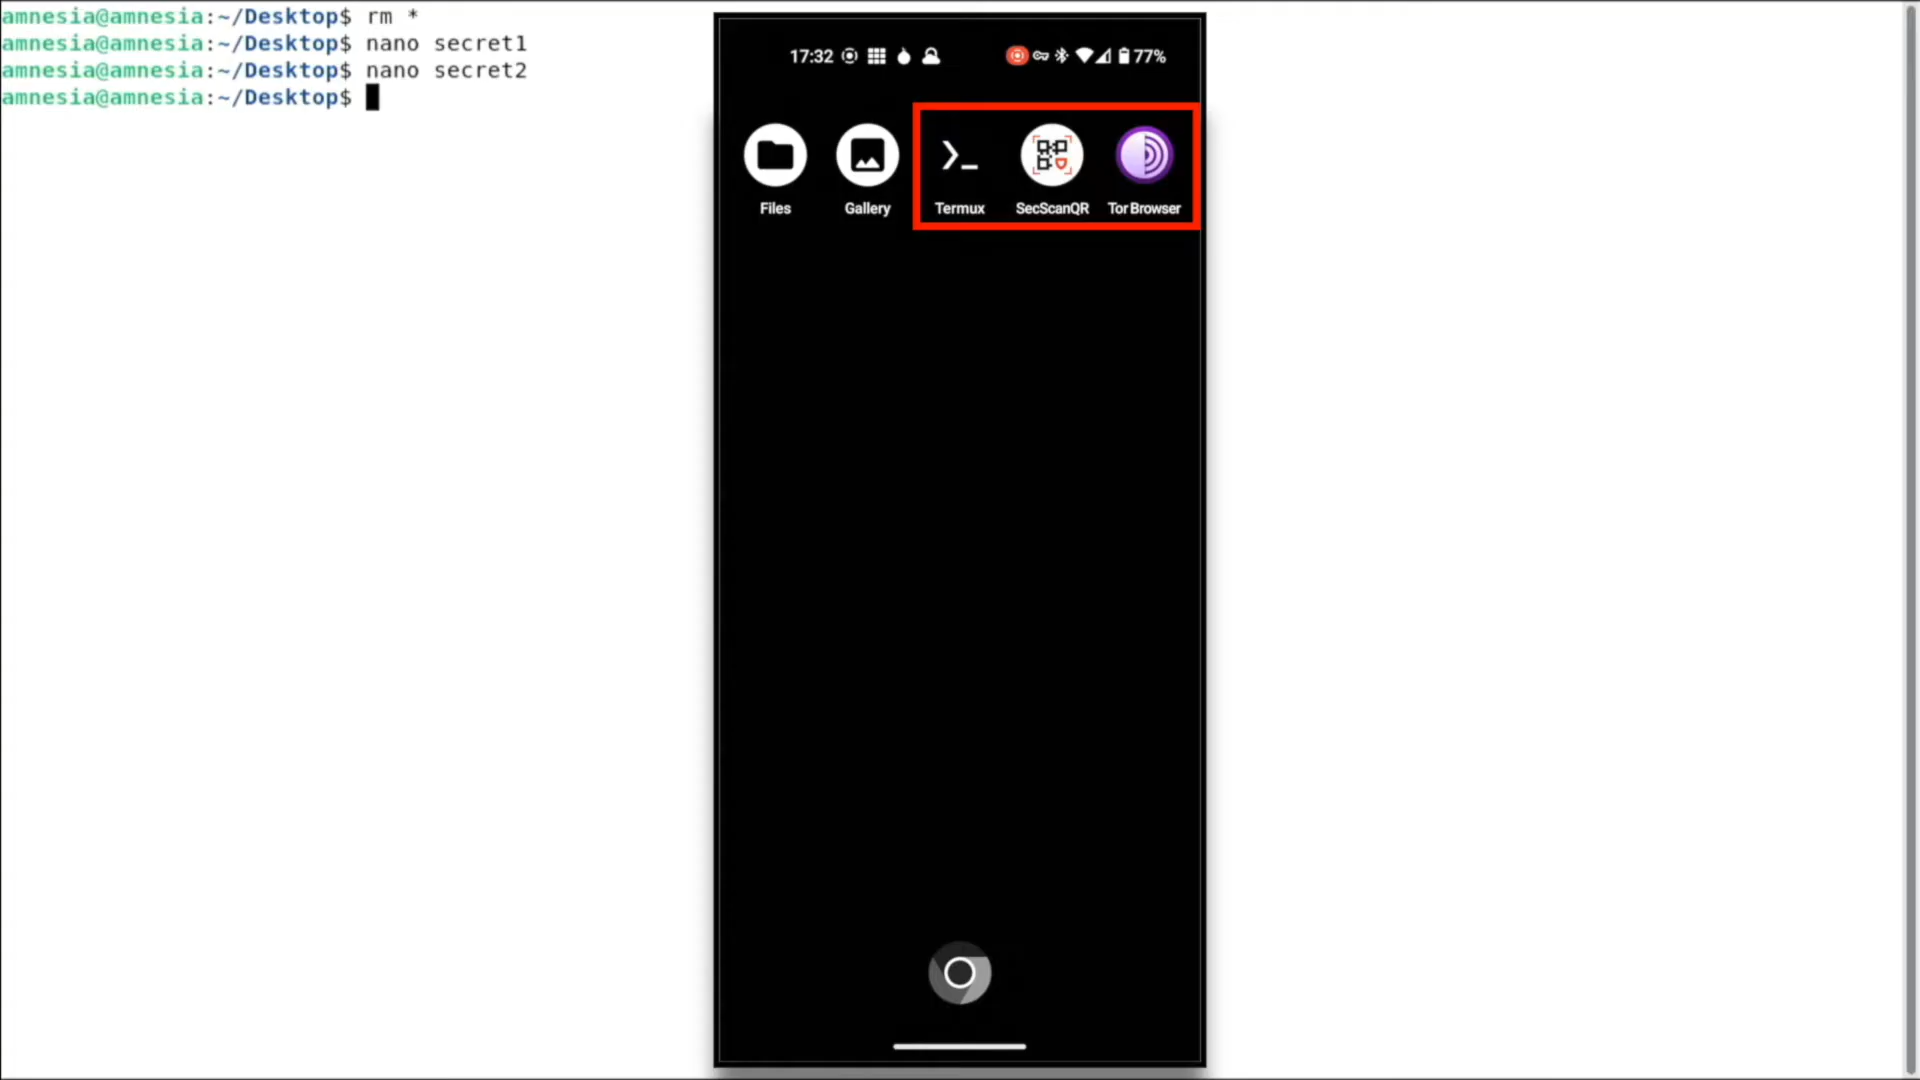 amnesia@amnesia:~/Desktop$ rm *
amnesia@amnesia:~/Desktop$ nano secret1
amnesia@amnesia:~/Desktop$ nano secret2
amnesia@amnesia:~/Desktop$
17:32 77%
Files Gallery Termux SecScanQR Tor Browser